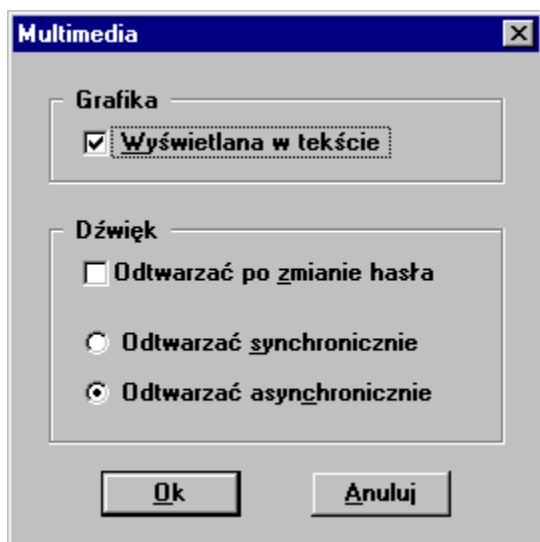 Multimedia
Grafika
Wyświetlana w tekście
Dźwięk
Odtwarzać po zmianie hasła
Odtwarzać synchronicznie
Odtwarzać asynchronicznie
Ok
Anuluj